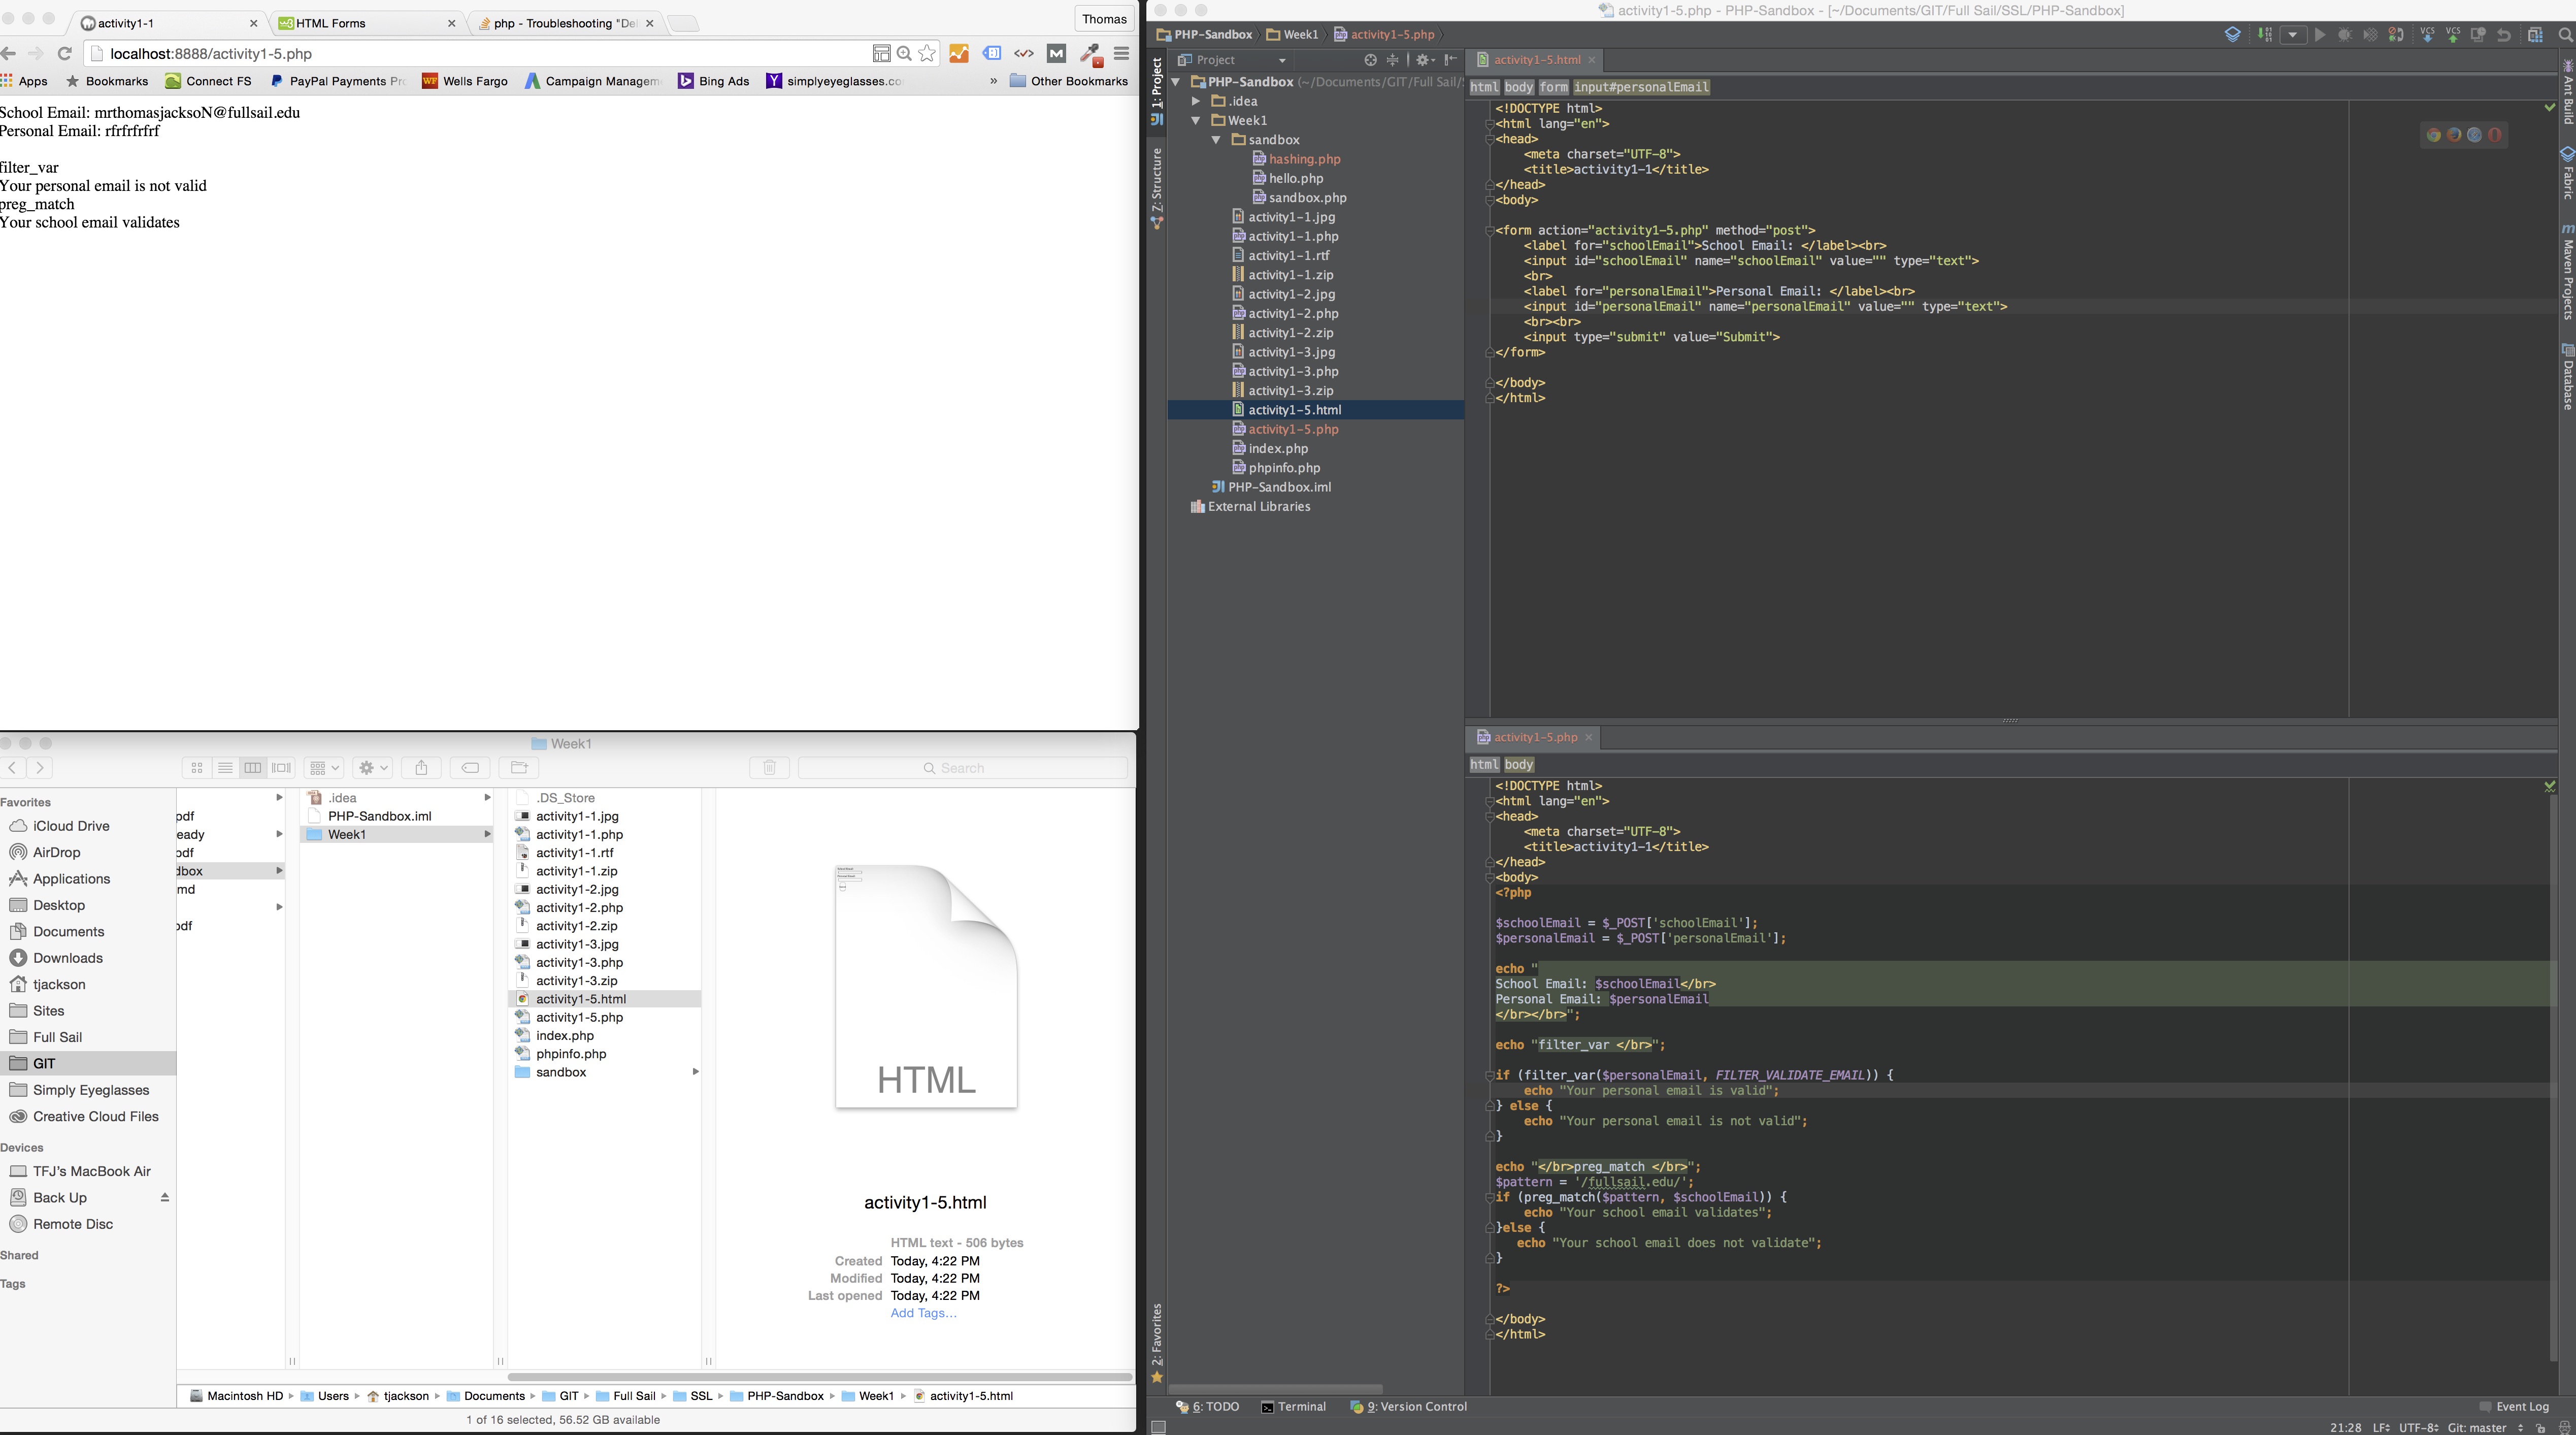 activity1-1
HTML Forms
php - Troubleshooting "De
Thomas
localhost:8888/activity1-5.php
Apps
Bookmarks
Connect FS
PayPal Payments Pr
Wells Fargo
Campaign Managem
Bing Ads
simplyeyeglasses.co
»
Other Bookmarks
School Email: mrthomasjacksoN@fullsail.edu
Personal Email: rfrfrfrfrf
filter_var
Your personal email is not valid
preg_match
Your school email validates
Week1
Search
Favorites
iCloud Drive
AirDrop
Applications
Desktop
Documents
Downloads
tjackson
Sites
Full Sail
GIT
Simply Eyeglasses
Creative Cloud Files
Devices
TFJ's MacBook Air
Back Up
Remote Disc
Shared
Tags
pdf
eady
pdf
dbox
md
pdf
.idea
PHP-Sandbox.iml
Week1
.DS_Store
activity1-1.jpg
activity1-1.php
activity1-1.rtf
activity1-1.zip
activity1-2.jpg
activity1-2.php
activity1-2.zip
activity1-3.jpg
activity1-3.php
activity1-3.zip
activity1-5.html
activity1-5.php
index.php
phpinfo.php
sandbox
HTML
activity1-5.html
HTML text - 506 bytes
Created Today, 4:22 PM
Modified Today, 4:22 PM
Last opened Today, 4:22 PM
Add Tags…
Macintosh HD Users tjackson Documents GIT Full Sail SSL PHP-Sandbox Week1 activity1-5.html
1 of 16 selected, 56.52 GB available
activity1-5.php - PHP-Sandbox - [~/Documents/GIT/Full Sail/SSL/PHP-Sandbox]
PHP-Sandbox Week1 activity1-5.php
VCS VCS
1: Project
7: Structure
2: Favorites
Project
PHP-Sandbox (~/Documents/GIT/Full Sail/
.idea
Week1
sandbox
hashing.php
hello.php
sandbox.php
activity1-1.jpg
activity1-1.php
activity1-1.rtf
activity1-1.zip
activity1-2.jpg
activity1-2.php
activity1-2.zip
activity1-3.jpg
activity1-3.php
activity1-3.zip
activity1-5.html
activity1-5.php
index.php
phpinfo.php
PHP-Sandbox.iml
External Libraries
activity1-5.html
html body form input#personalEmail
<!DOCTYPE html>
<html lang="en">
<head>
<meta charset="UTF-8">
<title>activity1-1</title>
</head>
<body>
<form action="activity1-5.php" method="post">
<label for="schoolEmail">School Email: </label><br>
<input id="schoolEmail" name="schoolEmail" value="" type="text">
<br>
<label for="personalEmail">Personal Email: </label><br>
<input id="personalEmail" name="personalEmail" value="" type="text">
<br><br>
<input type="submit" value="Submit">
</form>
</body>
</html>
activity1-5.php
html body
<!DOCTYPE html>
<html lang="en">
<head>
<meta charset="UTF-8">
<title>activity1-1</title>
</head>
<body>
<?php
$schoolEmail = $_POST['schoolEmail'];
$personalEmail = $_POST['personalEmail'];
echo "
School Email: $schoolEmail</br>
Personal Email: $personalEmail
</br></br>";
echo "filter_var </br>";
if (filter_var($personalEmail, FILTER_VALIDATE_EMAIL)) {
echo "Your personal email is valid";
} else {
echo "Your personal email is not valid";
}
echo "</br>preg_match </br>";
$pattern = '/fullsail.edu/';
if (preg_match($pattern, $schoolEmail)) {
echo "Your school email validates";
}else {
echo "Your school email does not validate";
}
?>
</body>
</html>
Ant Build
Fabric
Maven Projects
Database
6: TODO
Terminal
9: Version Control
Event Log
21:28 LF÷ UTF-8÷ Git: master